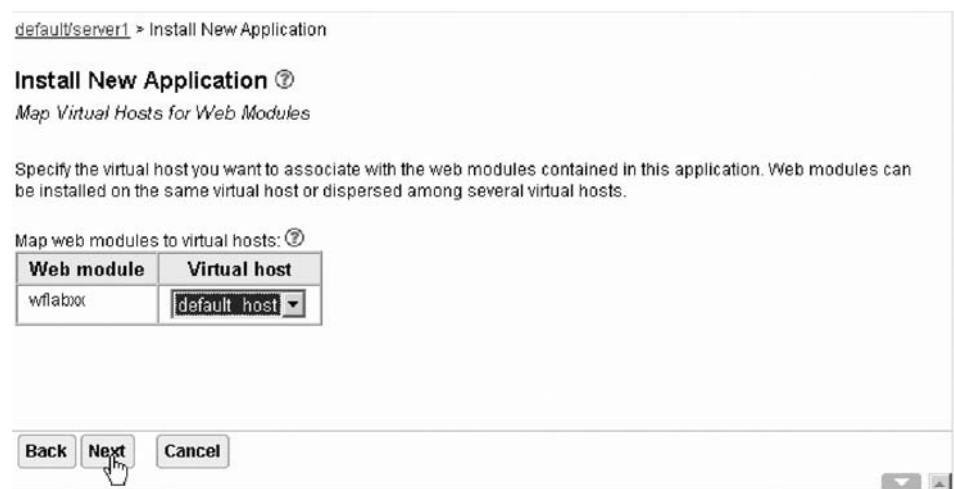 default/server1 > Install New Application
Install New Application ?
Map Virtual Hosts for Web Modules
Specify the virtual host you want to associate with the web modules contained in this application. Web modules can
be installed on the same virtual host or dispersed among several virtual hosts.
Map web modules to virtual hosts: ?
Web module Virtual host
wflabxx default_host
Back Next Cancel